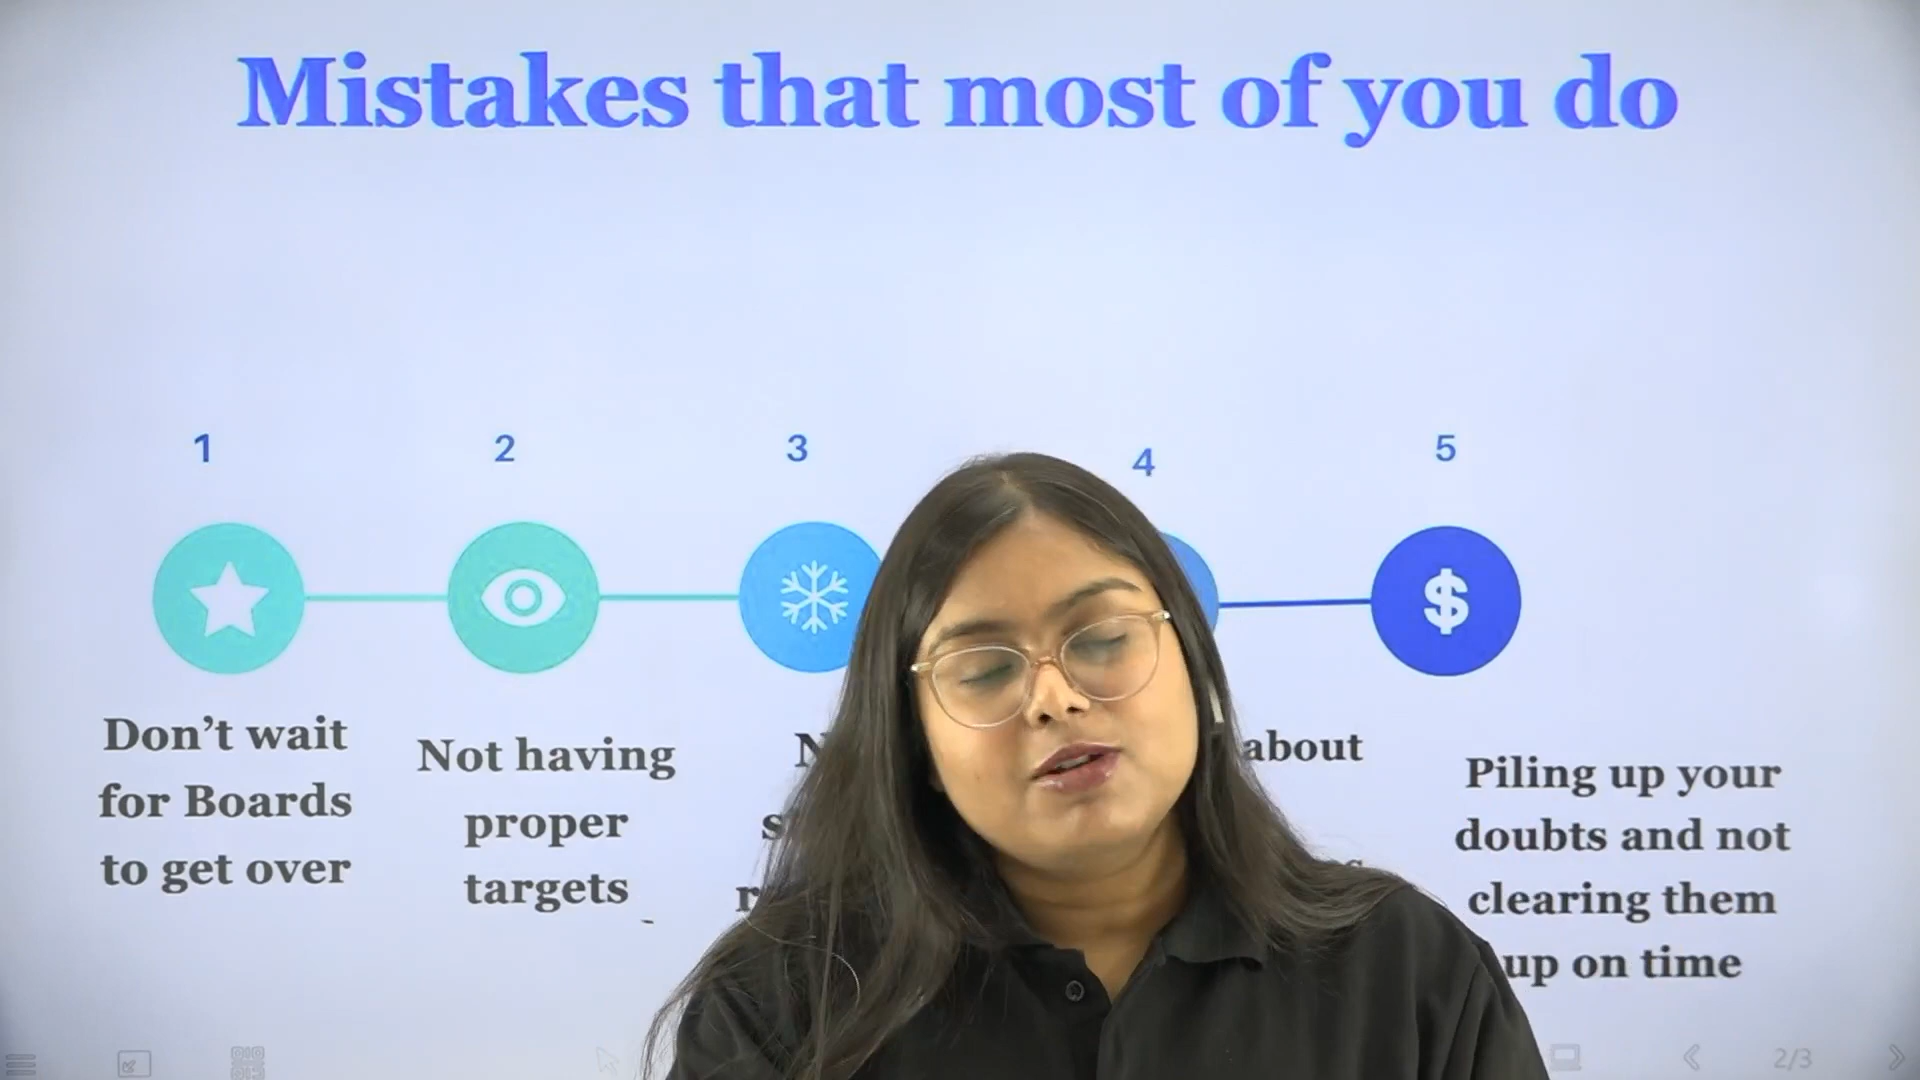 Mistakes that most of you do
1
2
3
4
5
Don’t wait
for Boards
to get over
Not having
proper
targets
about
Piling up your
doubts and not
clearing them
up on time
2/3